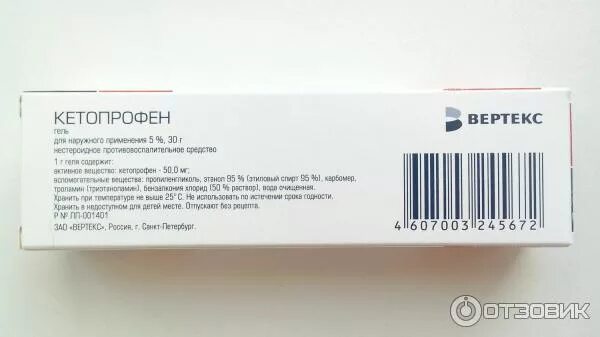 КЕТОПРОФЕН
гель
для наружного применения 5 %, 30 г
нестероидное противовоспалительное средство
1 г геля содержит:
активное вещество: кетопрофен - 50,0 мг;
вспомогательные вещества: пропиленгликоль, этанол 95 % (этиловый спирт 95 %), карбомер,
троламин (триэтаноламин), бензалкония хлорид (50 % раствор), вода очищенная.
Хранить при температуре не выше 25°С. Не использовать по истечении срока годности.
Хранить в недоступном для детей месте. Отпускают без рецепта.
Р № ЛП-001401
ЗАО «ВЕРТЕКС», Россия, г. Санкт-Петербург.
ВЕРТЕКС
4 607003 245672
ОТЗОВИК